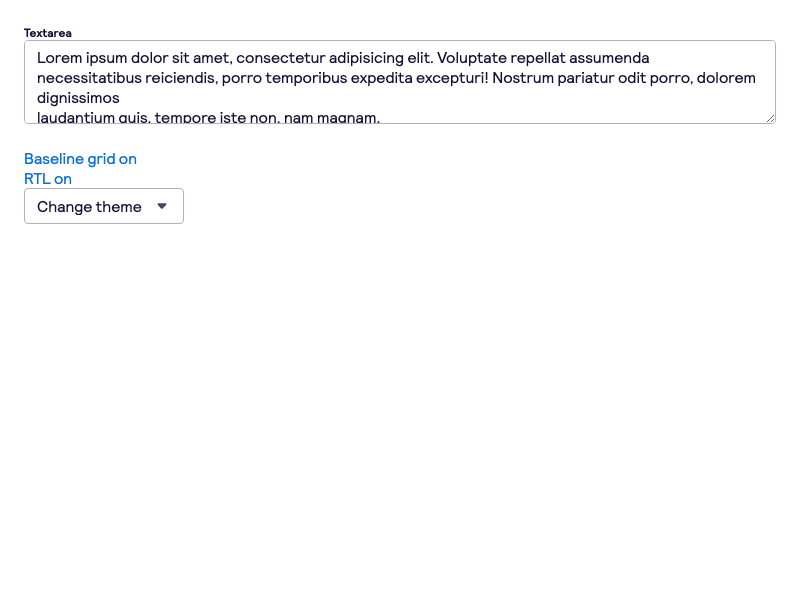 Textarea
Lorem ipsum dolor sit amet, consectetur adipisicing elit. Voluptate repellat assumenda
necessitatibus reiciendis, porro temporibus expedita excepturi! Nostrum pariatur odit porro, dolorem
dignissimos
laudantium quis, tempore iste non, nam magnam,
Baseline grid on
RTL on
Change theme